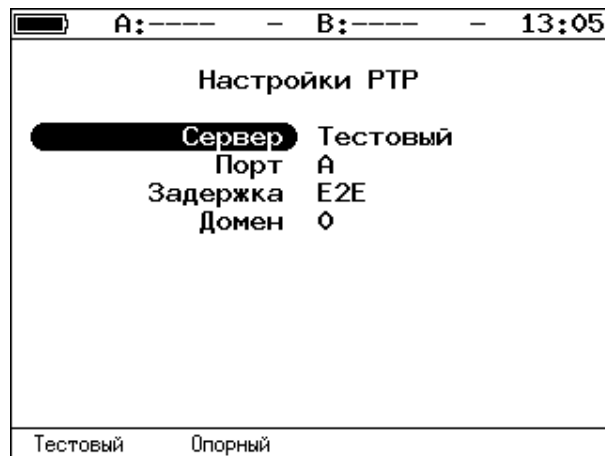 A:---- - B:---- - 13:05
Настройки PTP
Сервер Тестовый
Порт A
Задержка E2E
Домен 0
Тестовый Опорный